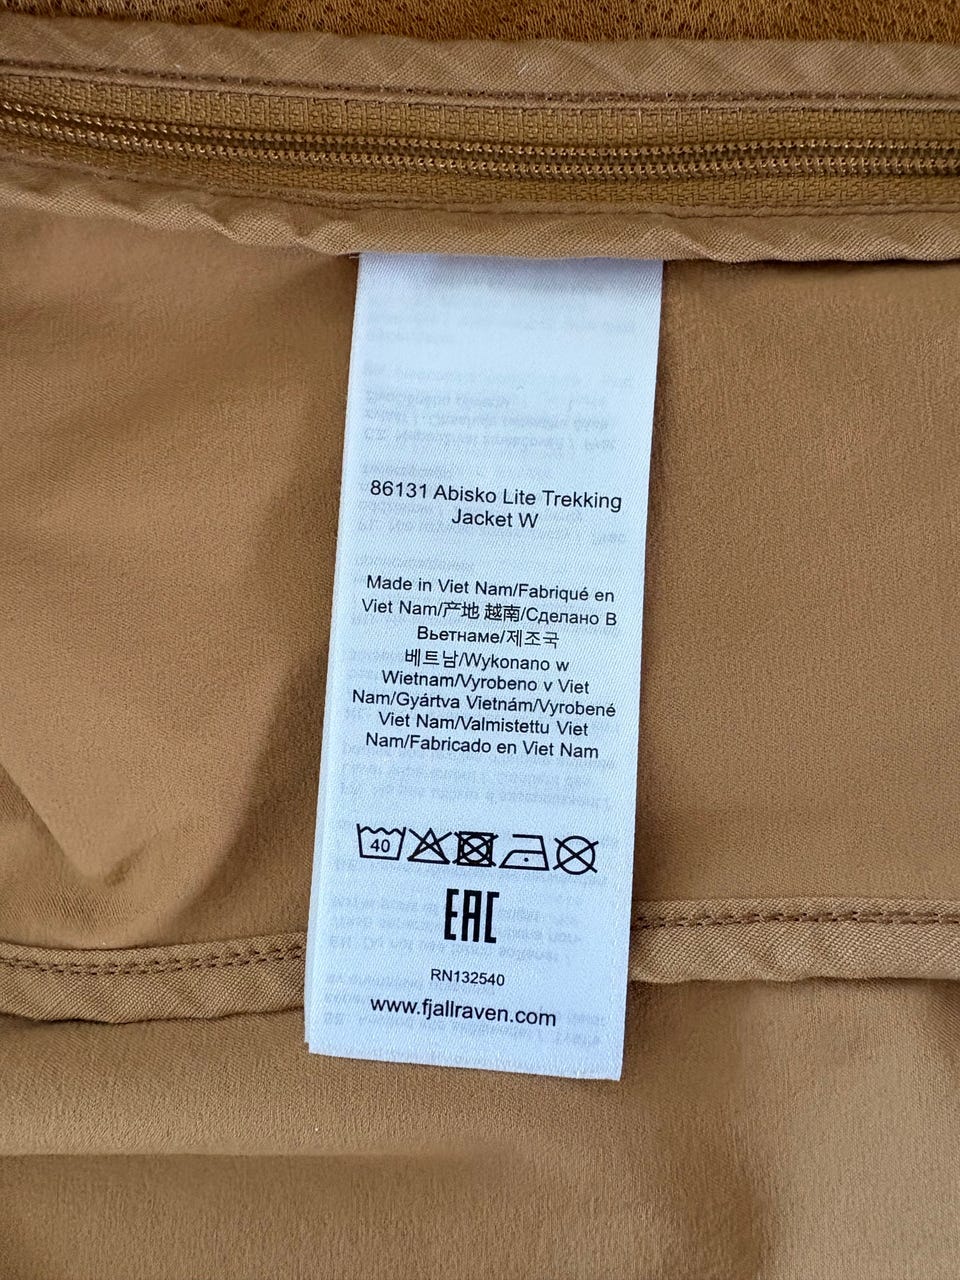 86131 Abisko Lite Trekking
Jacket W
Made in Viet Nam/Fabriqué en
Viet Nam/产地 越南/Сделано В
Вьетнаме/제조국
베트남/Wykonano w
Wietnam/Vyrobeno v Viet
Nam/Gyártva Vietnám/Vyrobené
Viet Nam/Valmistettu Viet
Nam/Fabricado en Viet Nam
40
EAC
RN132540
www.fjallraven.com